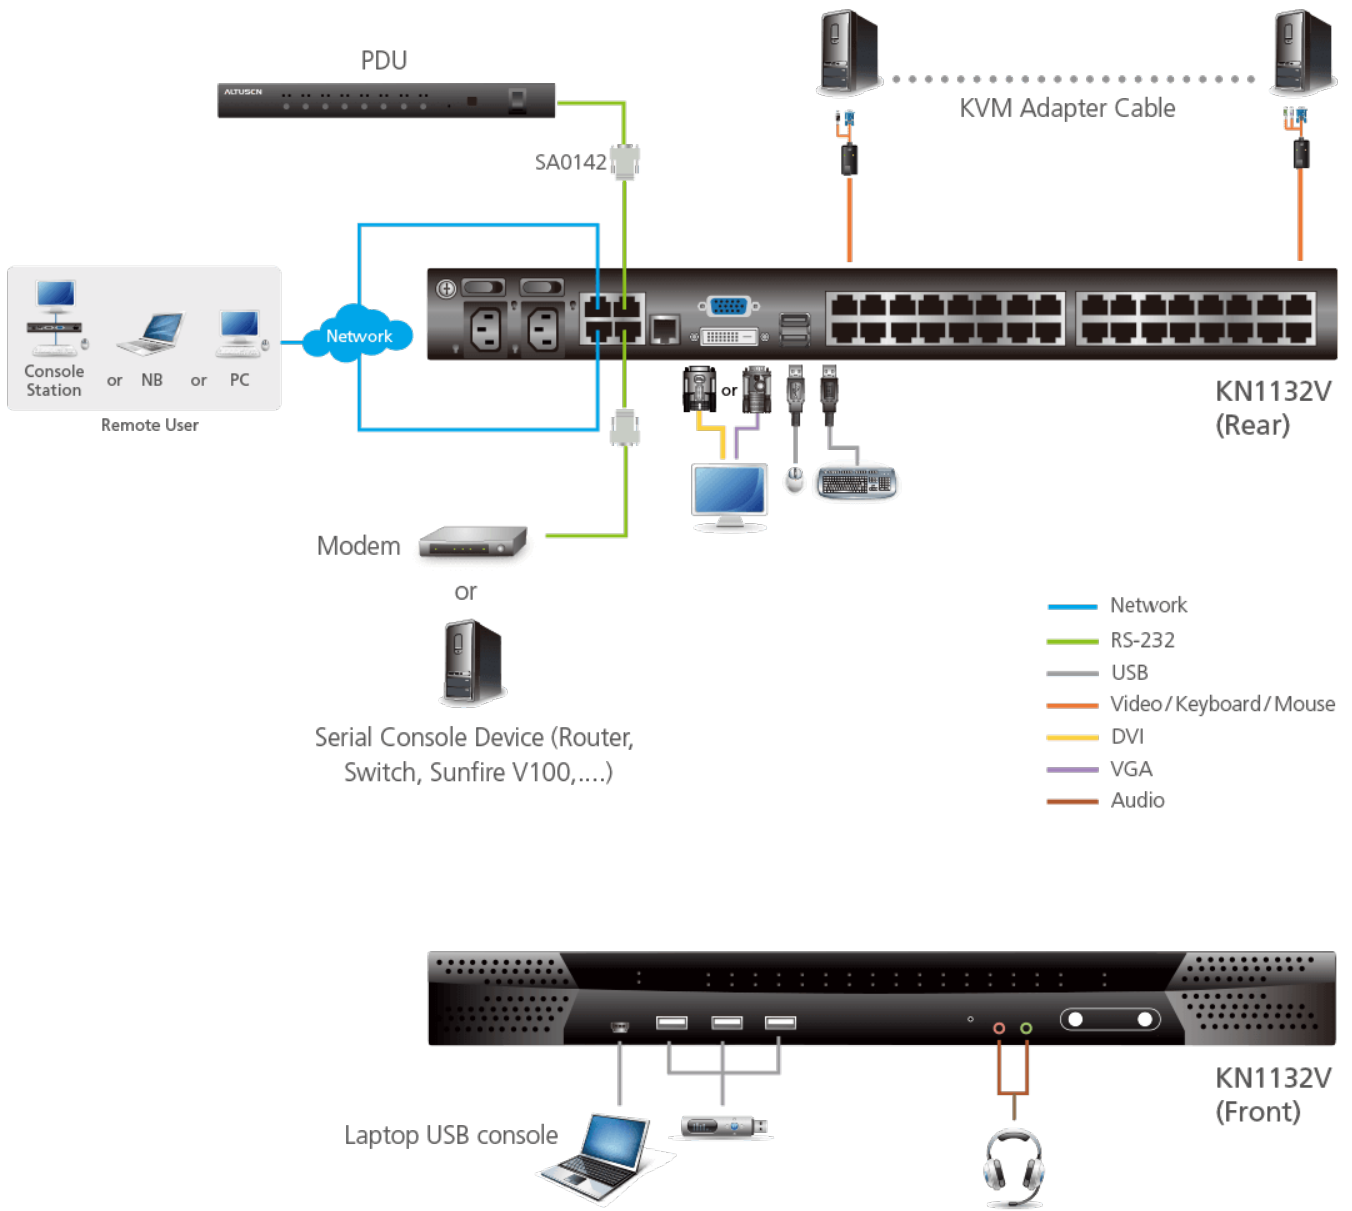 PDU
ALTUSEN
SA0142
KVM Adapter Cable
Network
Console
Station
or
NB
or
PC
Remote User
or
KN1132V
(Rear)
Modem
or
Serial Console Device (Router,
Switch, Sunfire V100,....)
Network
RS-232
USB
Video/Keyboard/Mouse
DVI
VGA
Audio
KN1132V
(Front)
Laptop USB console